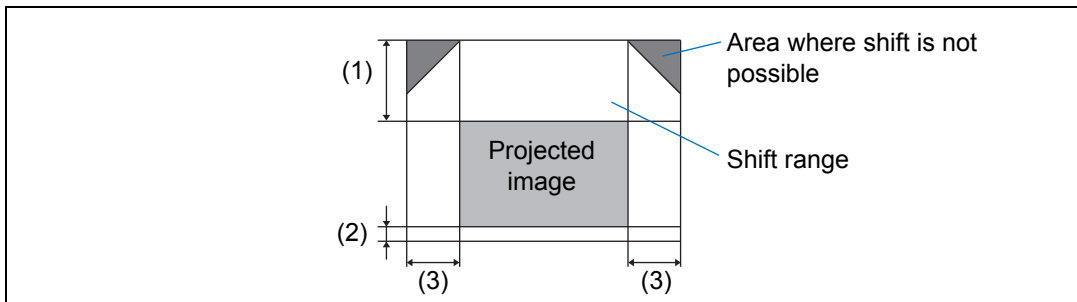 Area where shift is not
possible
(1)
Projected
image
Shift range
(2)
(3)
(3)